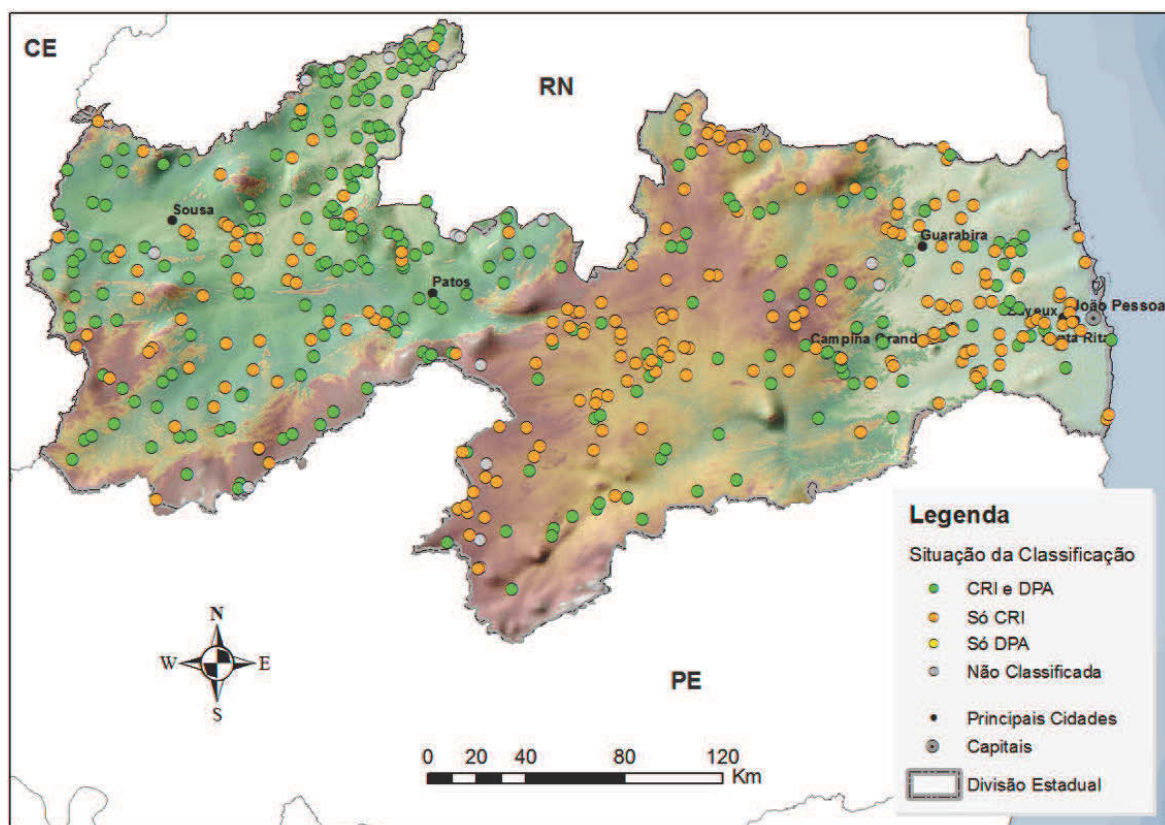 CE
RN
Sousa
Guarabira
Patos
João Pessoa
Campina Grand
PE
N
W
E
S
0 20 40 80 120
Km
Legenda
Situação da Classificação
CRI e DPA
Só CRI
Só DPA
Não Classificada
Principais Cidades
Capitais
Divisão Estadual